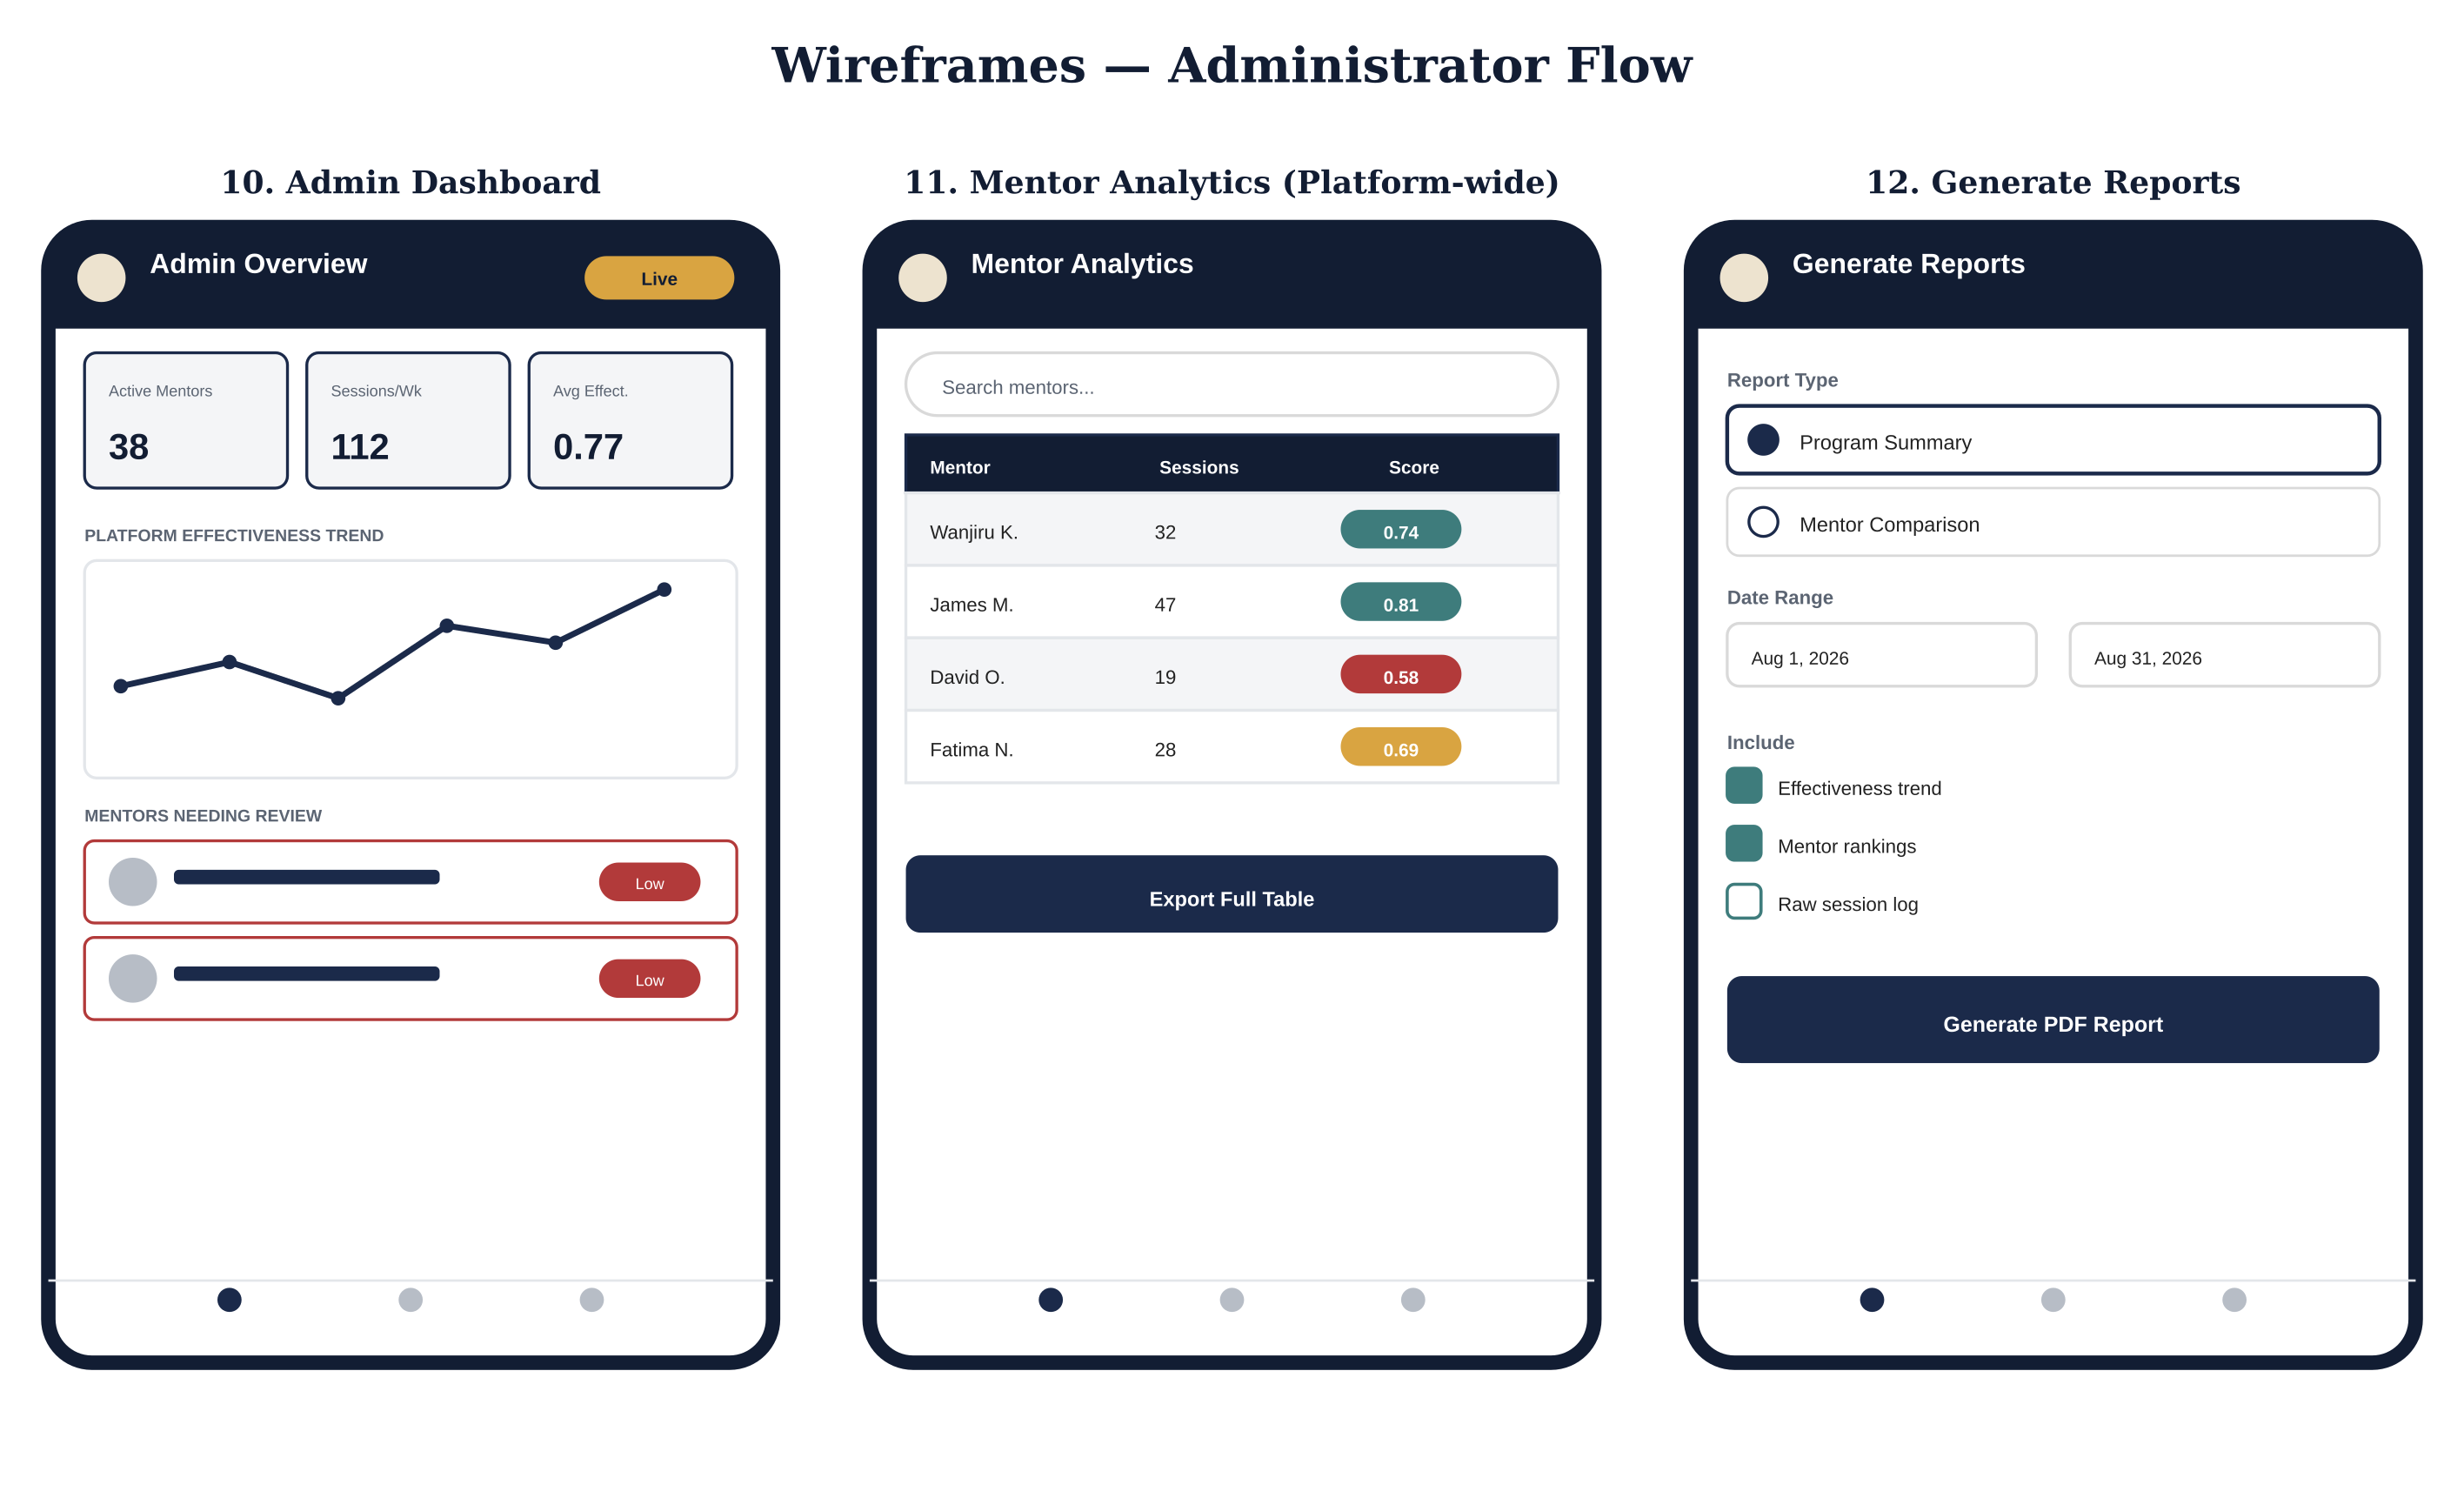 Wireframes — Administrator Flow
10. Admin Dashboard
Admin Overview
Live
Active Mentors
38
Sessions/Wk
112
Avg Effect.
0.77
PLATFORM EFFECTIVENESS TREND
MENTORS NEEDING REVIEW
Low
Low
11. Mentor Analytics (Platform-wide)
Mentor Analytics
Search mentors...
Mentor Sessions Score
Wanjiru K. 32 0.74
James M. 47 0.81
David O. 19 0.58
Fatima N. 28 0.69
Export Full Table
12. Generate Reports
Generate Reports
Report Type
Program Summary
Mentor Comparison
Date Range
Aug 1, 2026 Aug 31, 2026
Include
Effectiveness trend
Mentor rankings
Raw session log
Generate PDF Report